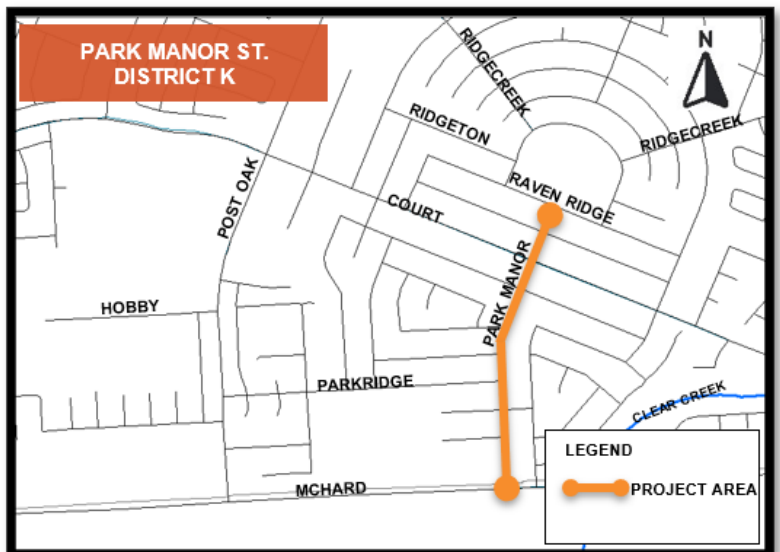 PARK MANOR ST.
DISTRICT K
N
RIDGECREEK
RIDGETON
RIDGECREEK
RAVEN RIDGE
POST OAK
COURT
PARK MANOR
HOBBY
PARKRIDGE
CLEAR CREEK
MCHARD
LEGEND
PROJECT AREA